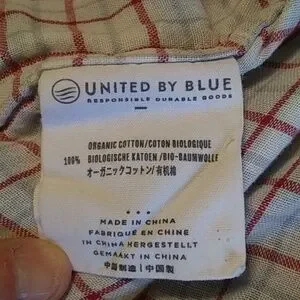 UNITED BY BLUE
RESPONSIBLE DURABLE GOODS
ORGANIC COTTON/COTON BIOLOGIQUE
100% BIOLOGISCHE KATOEN/BIO-BAUMWOLLE
オーガニックコットン/有机棉
MADE IN CHINA
FABRIQUÉ EN CHINE
IN CHINA HERGESTELLT
GEMAAKT IN CHINA
中国制造 | 中国製